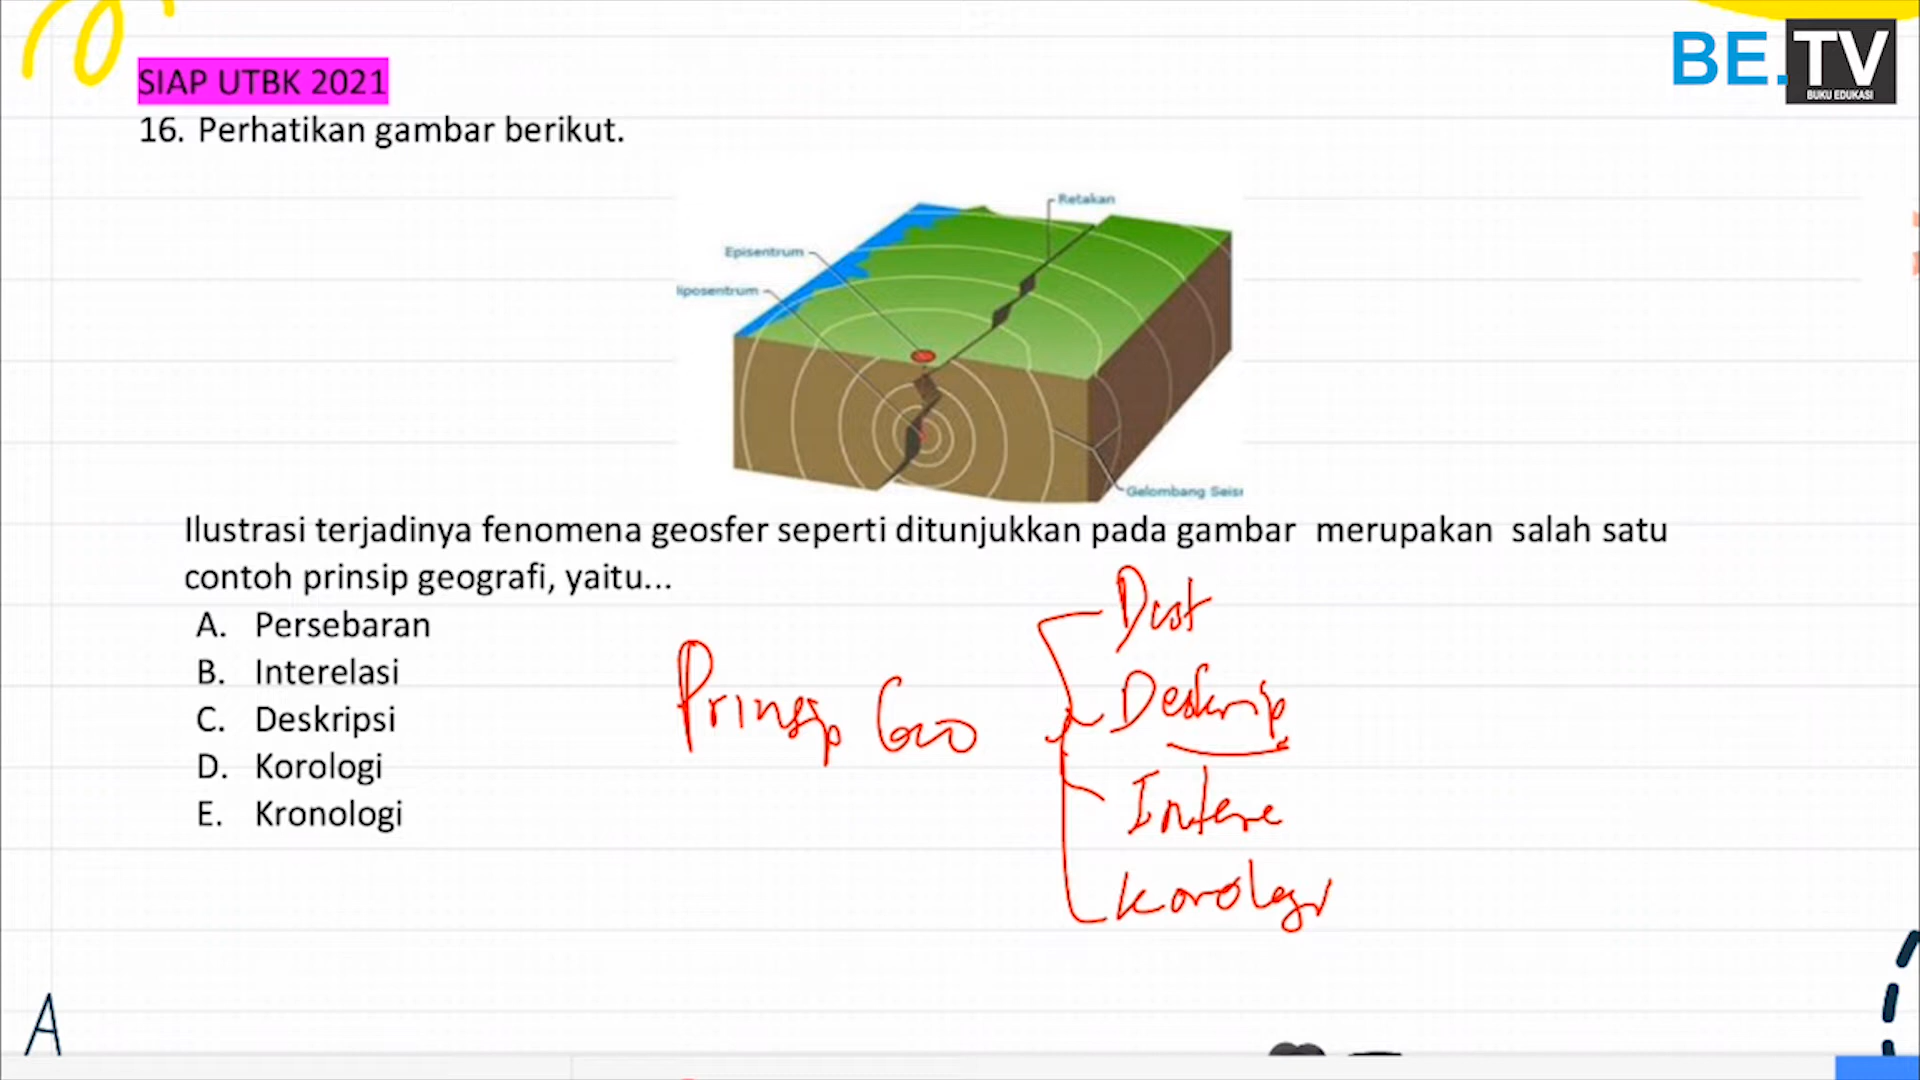 BE.TV
BUKU EDUKASI
SIAP UTBK 2021
16. Perhatikan gambar berikut.
Retakan
Episentrum
iposentrum
Gelombang Seis
Ilustrasi terjadinya fenomena geosfer seperti ditunjukkan pada gambar merupakan salah satu
contoh prinsip geografi, yaitu...
A. Persebaran
B. Interelasi
C. Deskripsi
D. Korologi
E. Kronologi
Prinsip Geo
Dist
Deskrip
Intere
Korologi
A